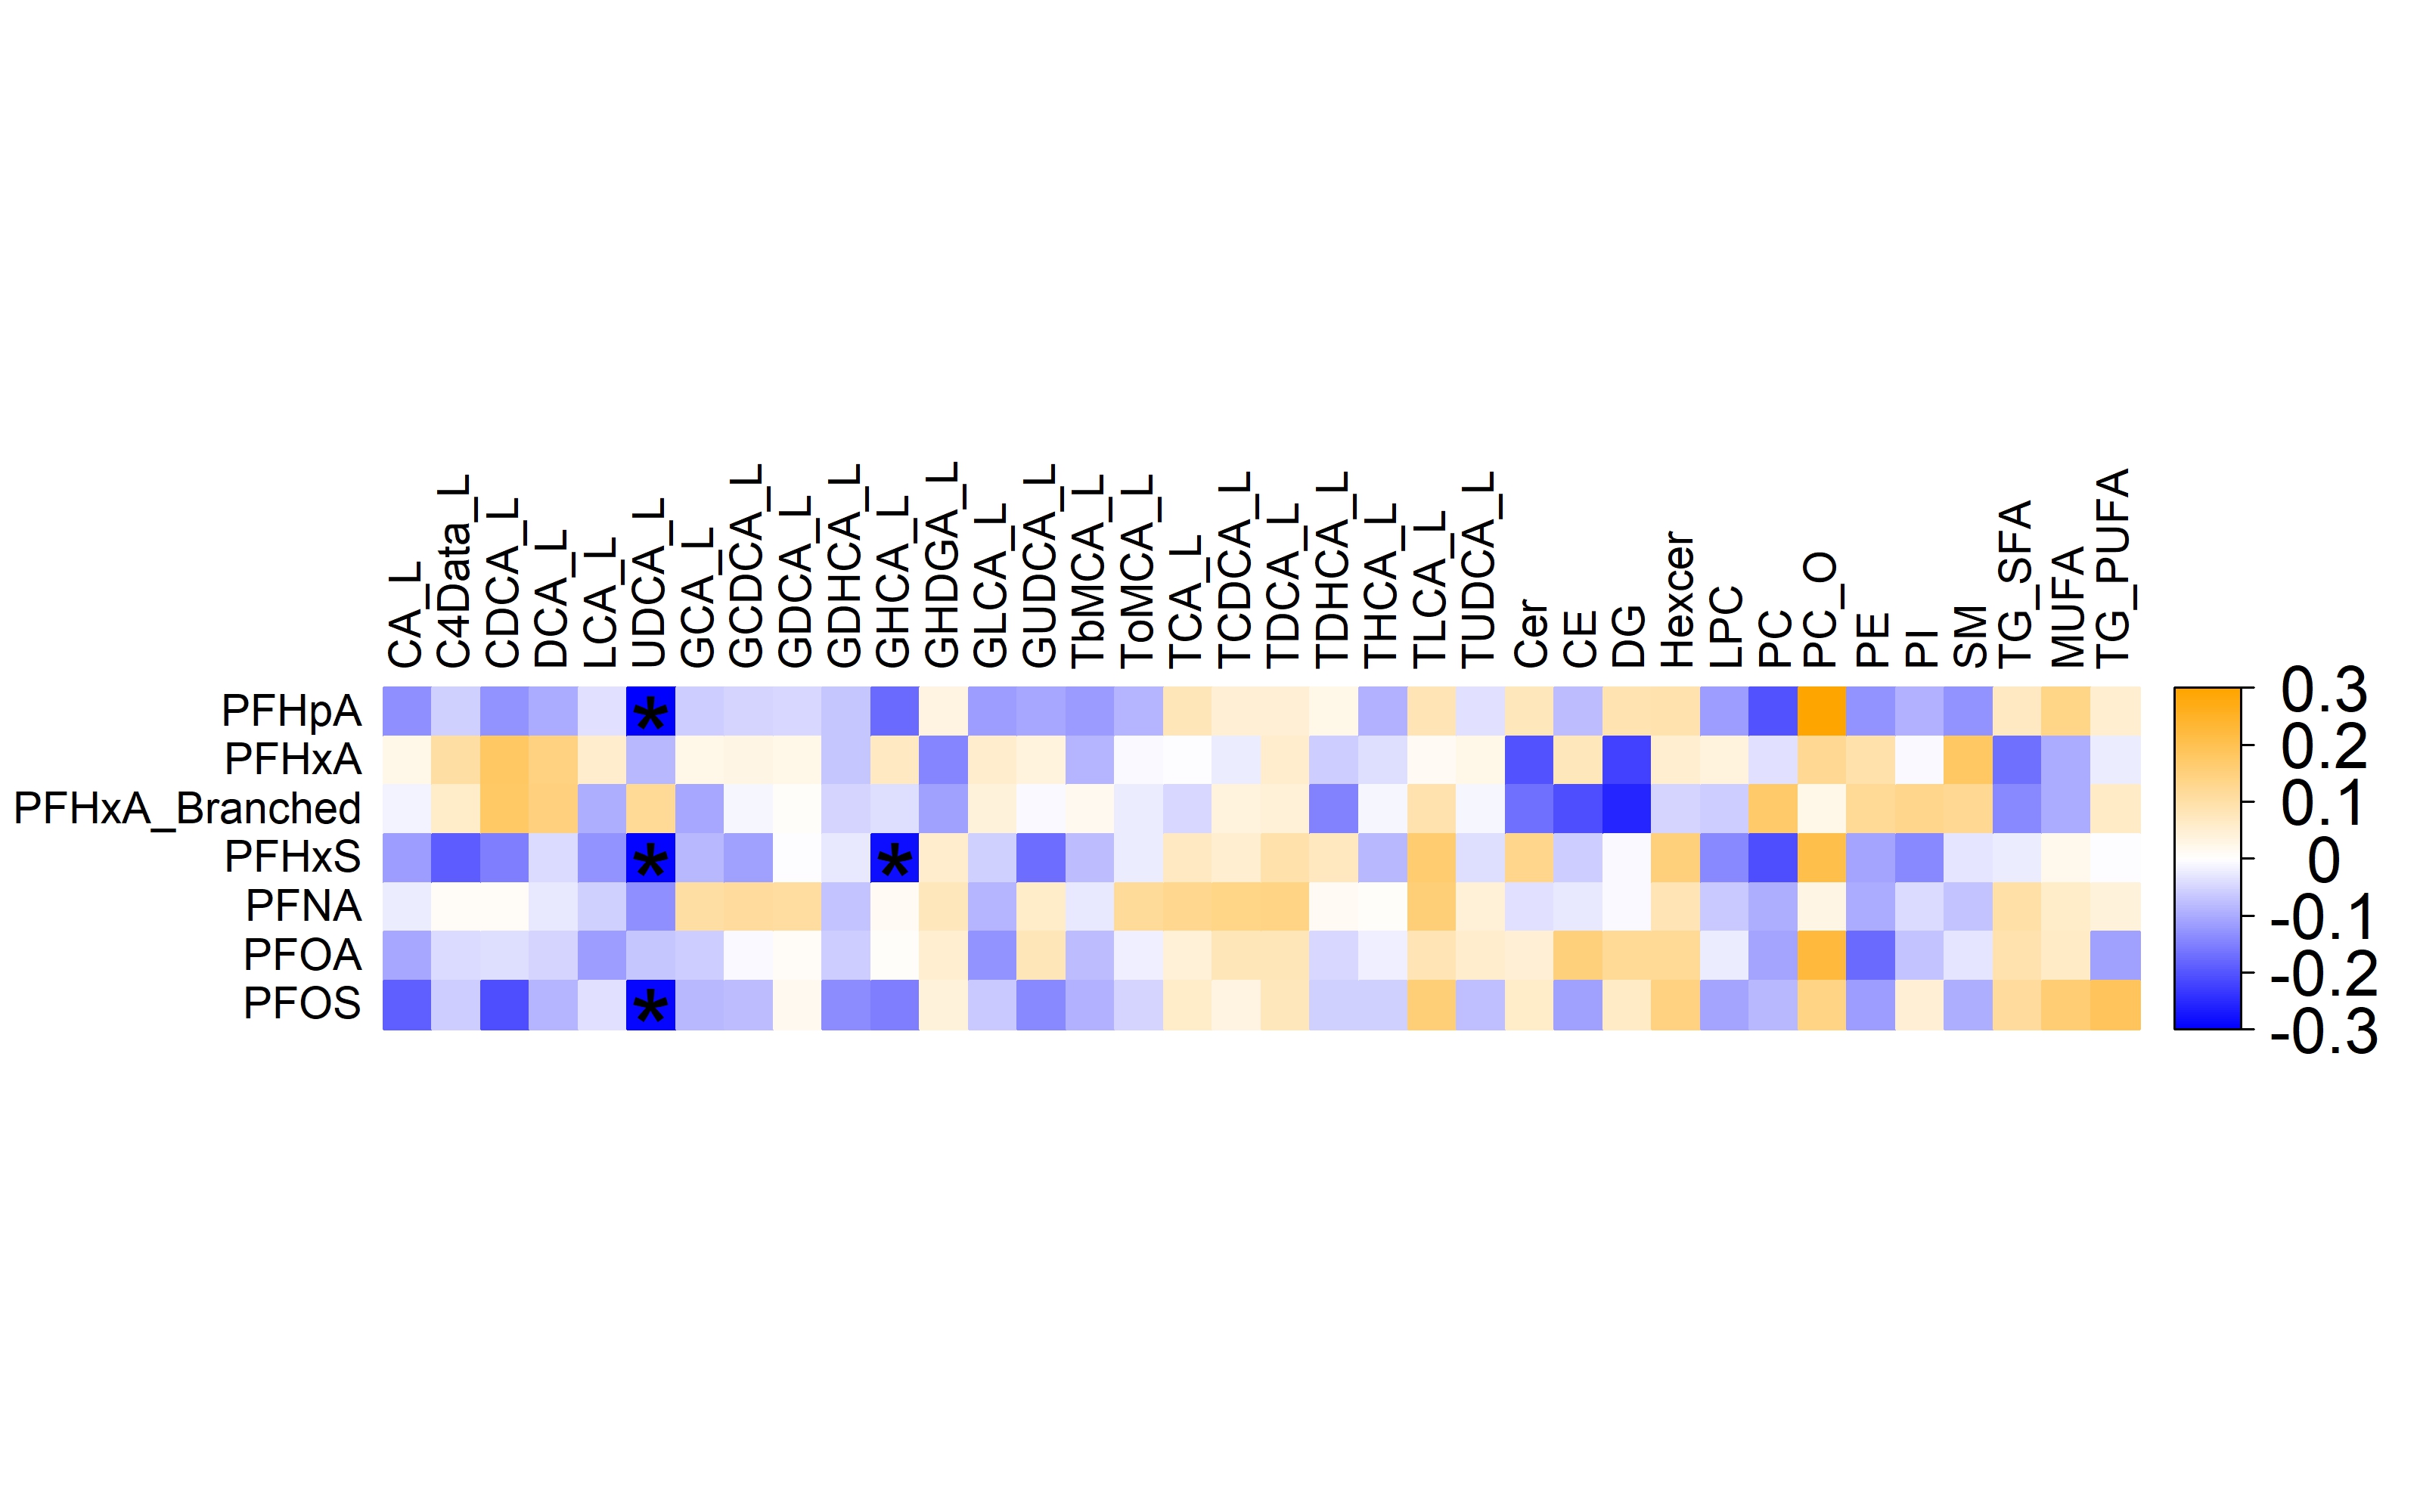 CA_L
C4Data_L
CDCA_L
DCA_L
LCA_L
UDCA_L
GCA_L
GCDCA_L
GDCA_L
GDHCA_L
GHCA_L
GHDGA_L
GLCA_L
GUDCA_L
TbMCA_L
ToMCA_L
TCA_L
TCDCA_L
TDCA_L
TDHCA_L
THCA_L
TLCA_L
TUDCA_L
Cer
CE
DG
Hexcer
LPC
PC
PC_O
PE
PI
SM
TG_SFA
MUFA
TG_PUFA
PFHpA
*
PFHxA
PFHxA_Branched
PFHxS
* *
PFNA
PFOA
PFOS
*
0.3
0.2
0.1
0
-0.1
-0.2
-0.3